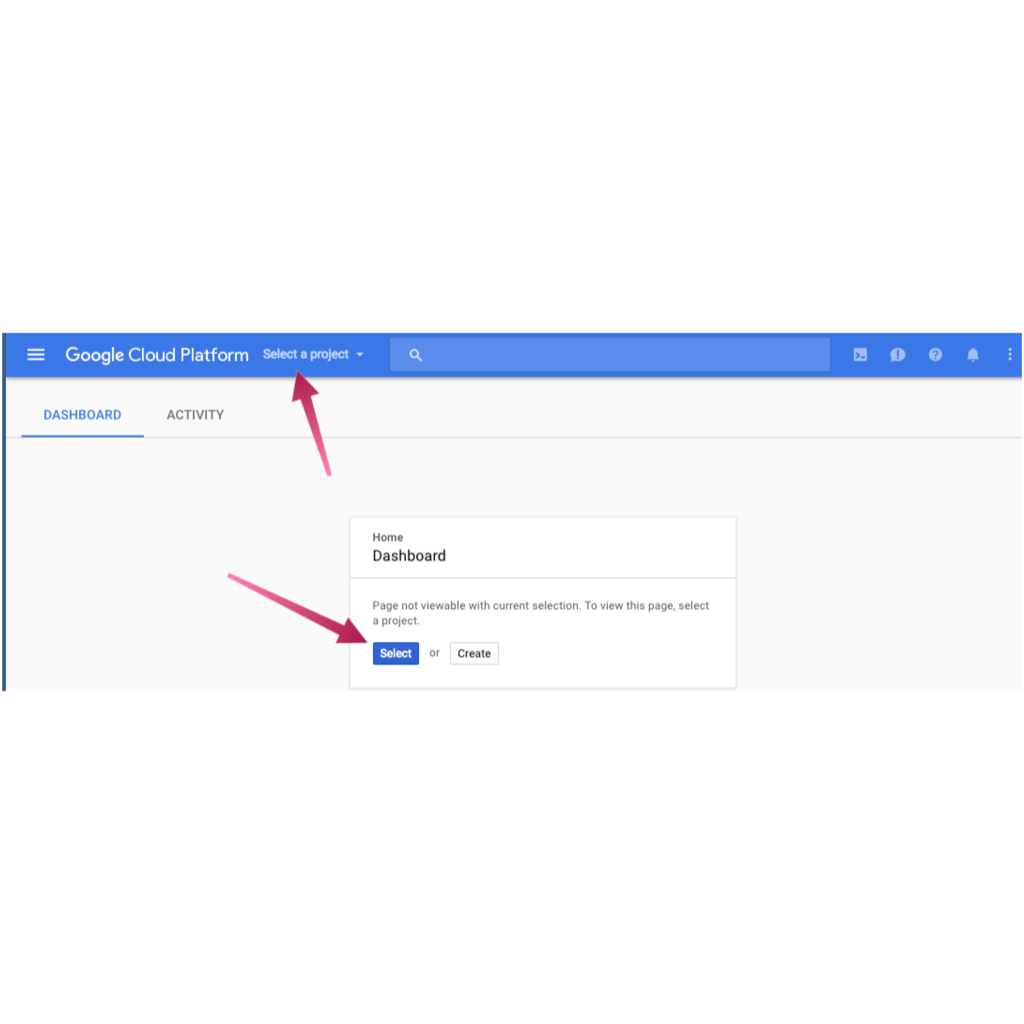 Google Cloud Platform Select a project
DASHBOARD ACTIVITY
Home
Dashboard
Page not viewable with current selection. To view this page, select
a project.
Select or Create